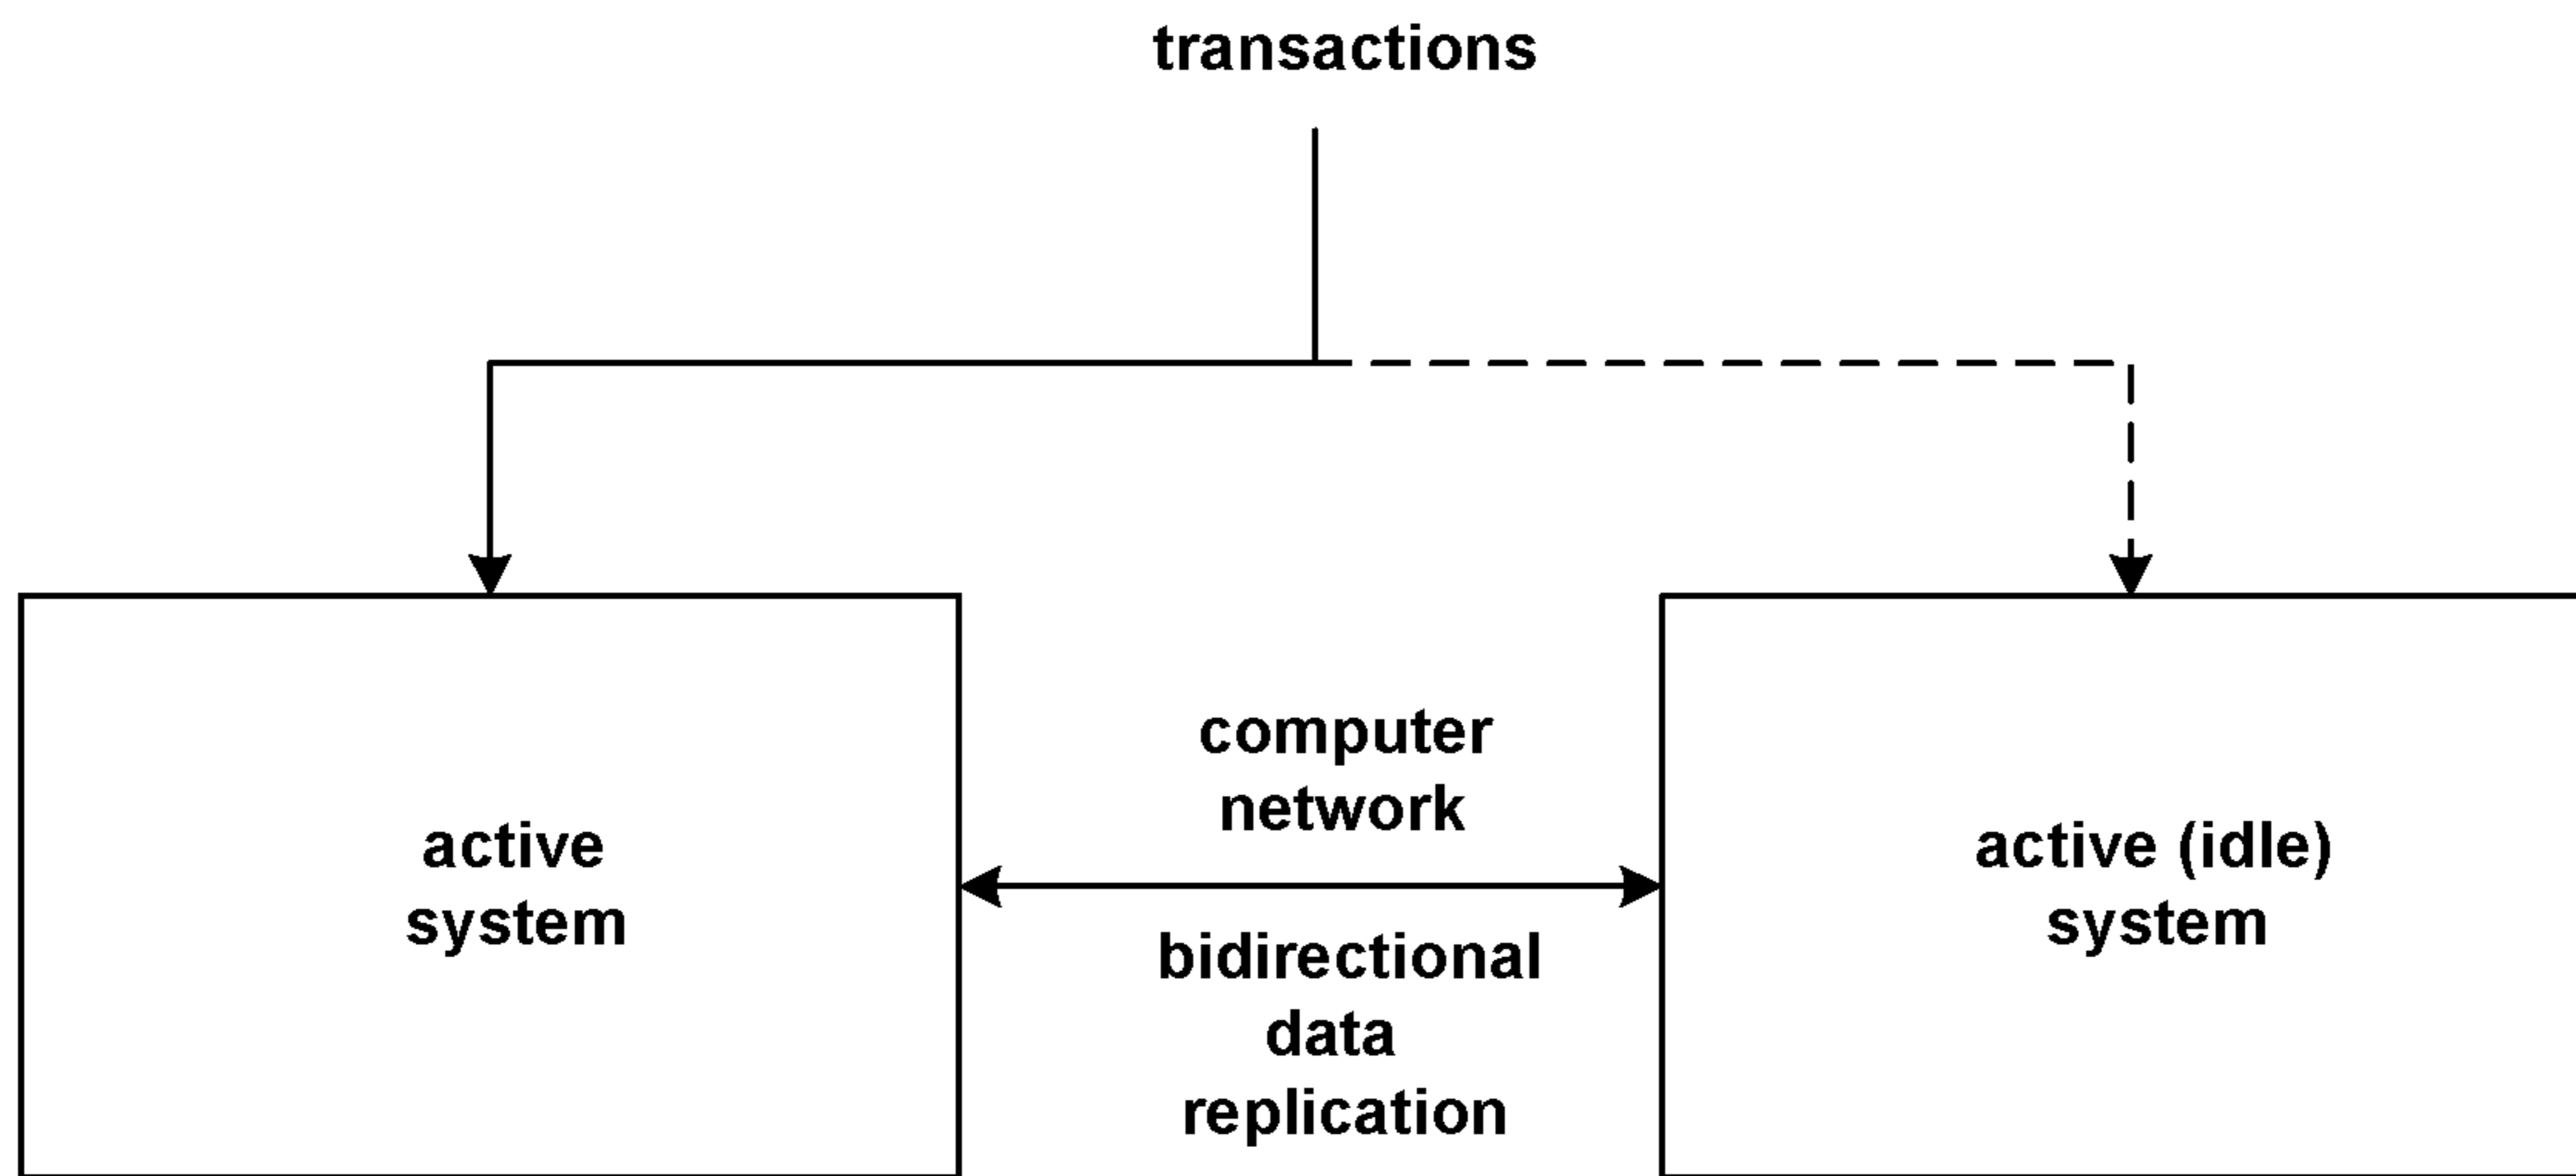 transactions
computer
network
active
system
active (idle)
system
bidirectional
data
replication